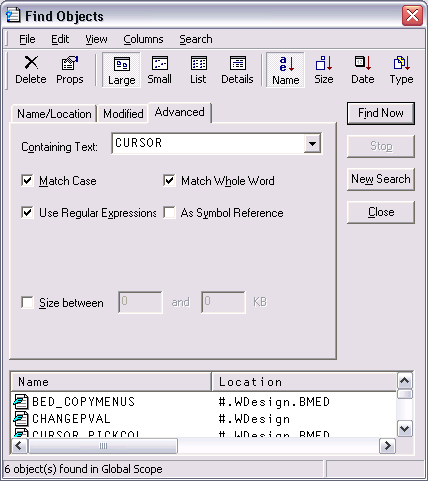 Find Objects
File Edit View Columns Search
Delete Props Large Small List Details Name Size Date Type
Name/Location Modified Advanced
Find Now
Containing Text: CURSOR
Stop
Match Case Match Whole Word
New Search
Use Regular Expressions As Symbol Reference
Close
Size between 0 and 0 KB
Name Location
BED_COPYMENUS #.WDesign.BMED
CHANGEPVAL #.WDesign
CURSOR_PICKCOL #.WDesign.BMED
6 object(s) found in Global Scope